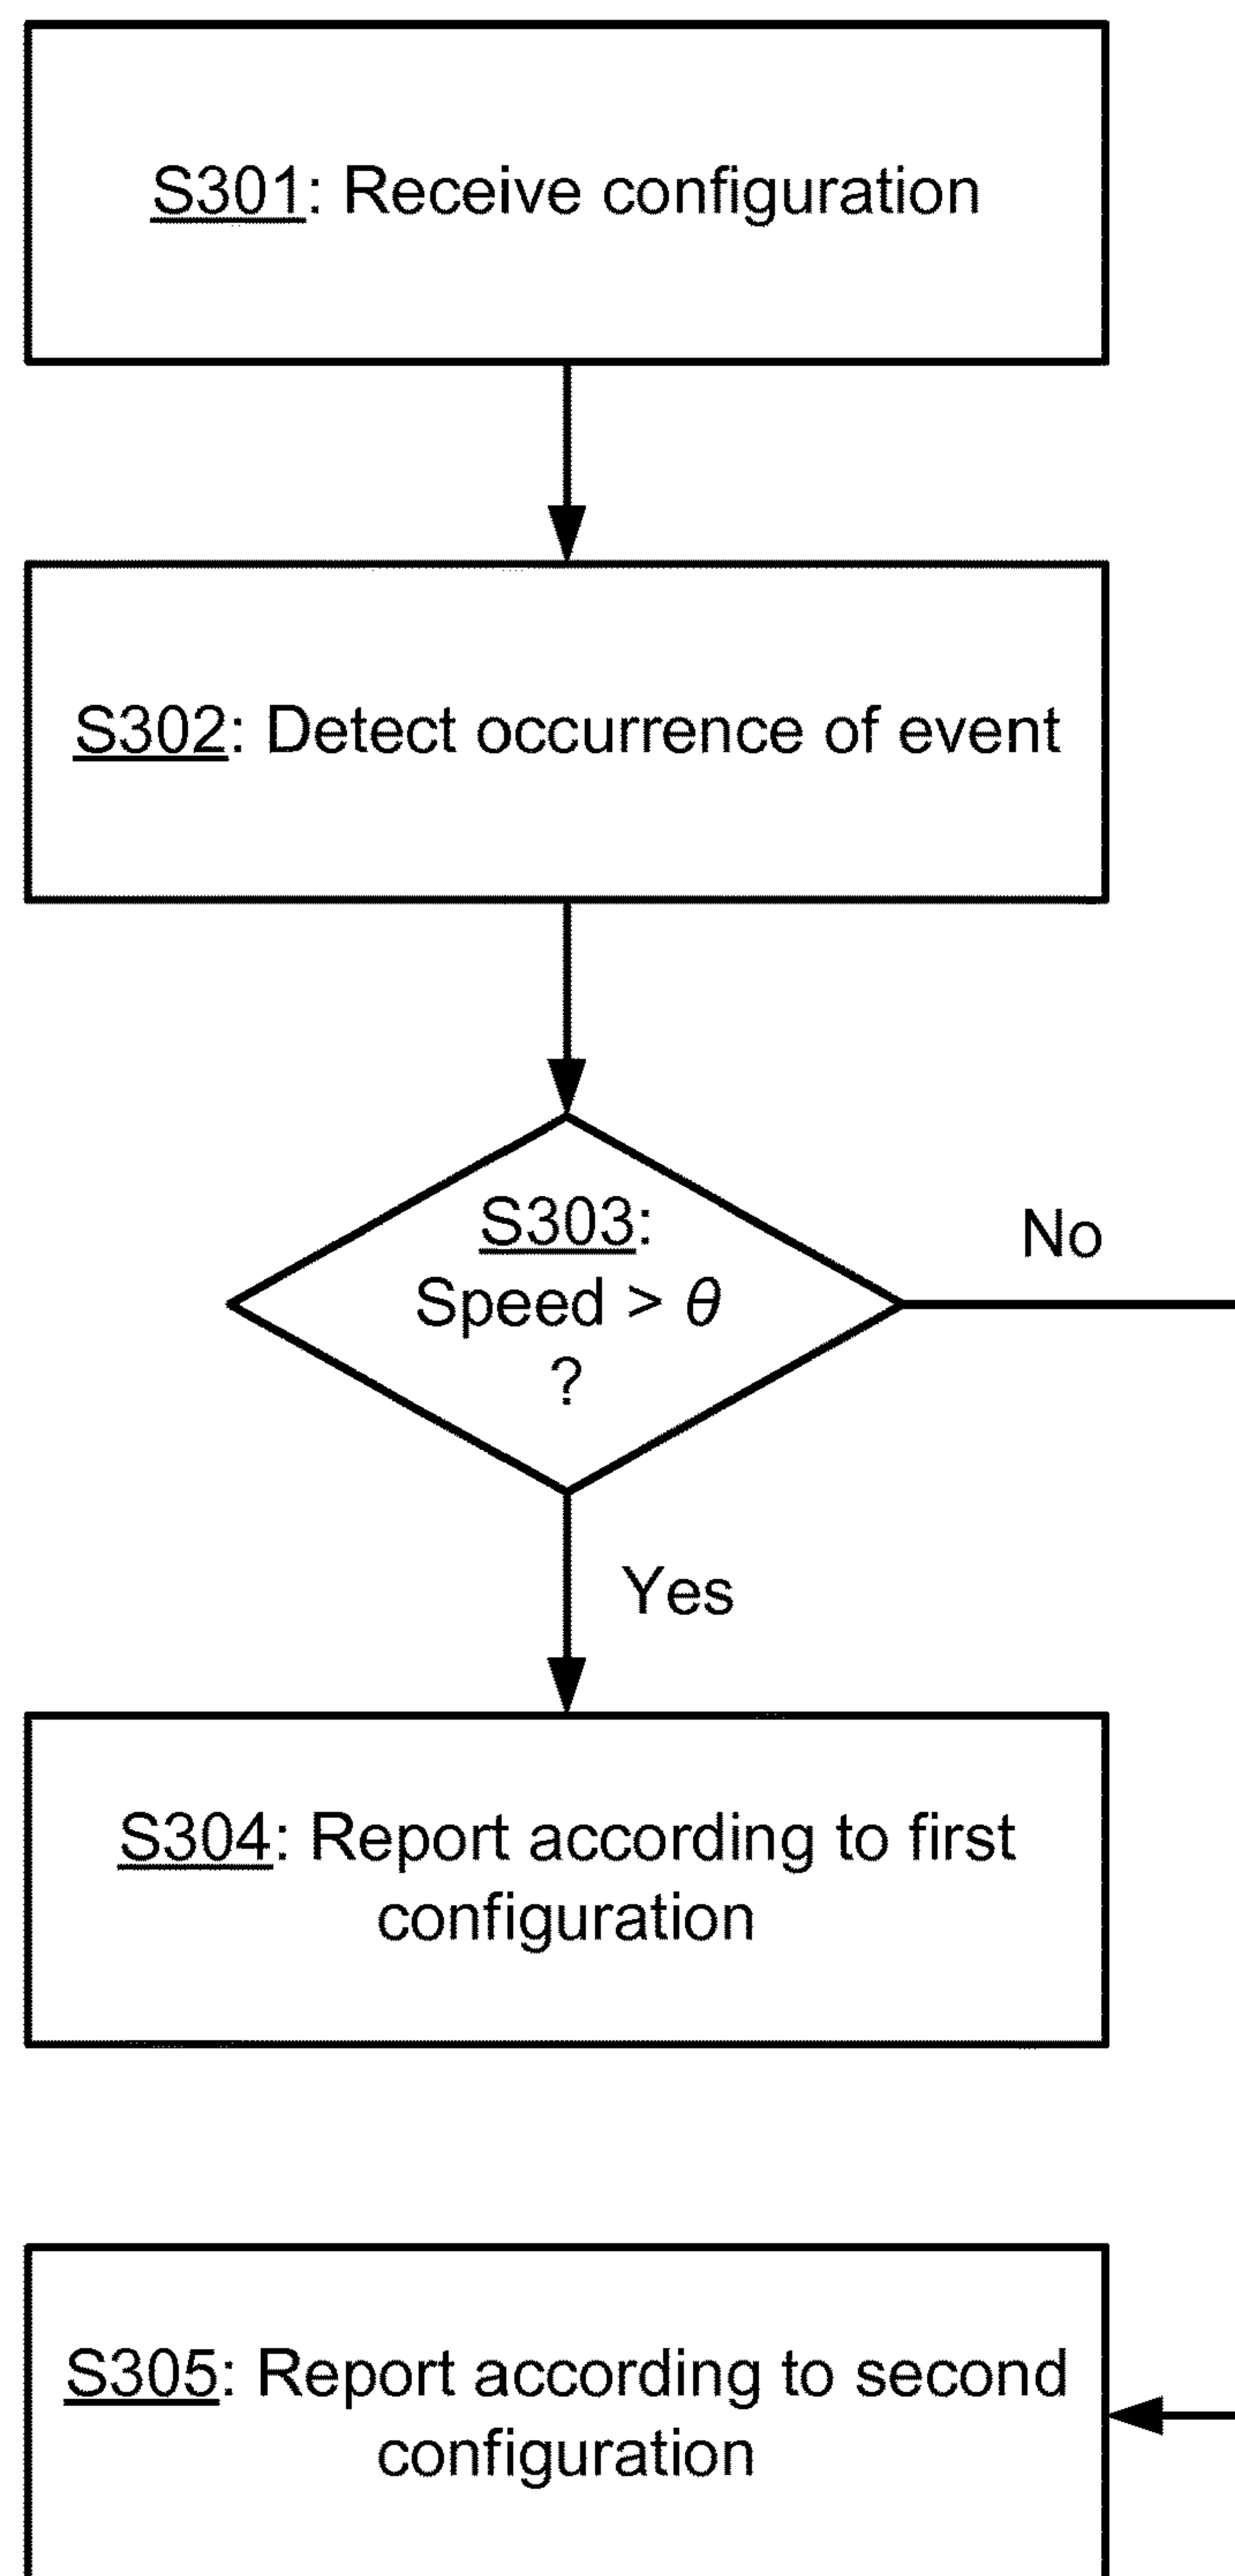 S301: Receive configuration
S302: Detect occurrence of event
S303:
Speed > θ
?
No
Yes
S304: Report according to first
configuration
S305: Report according to second
configuration